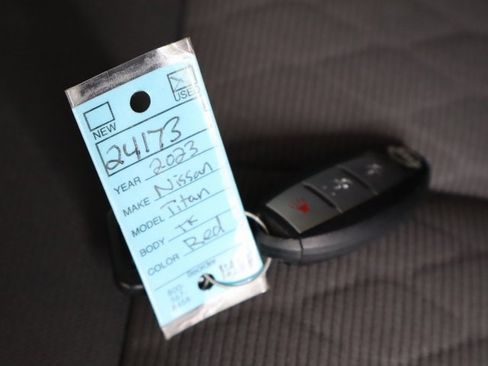 NEW
USED
24173
YEAR 2023
MAKE Nissan
MODEL Titan
BODY TK
COLOR Red